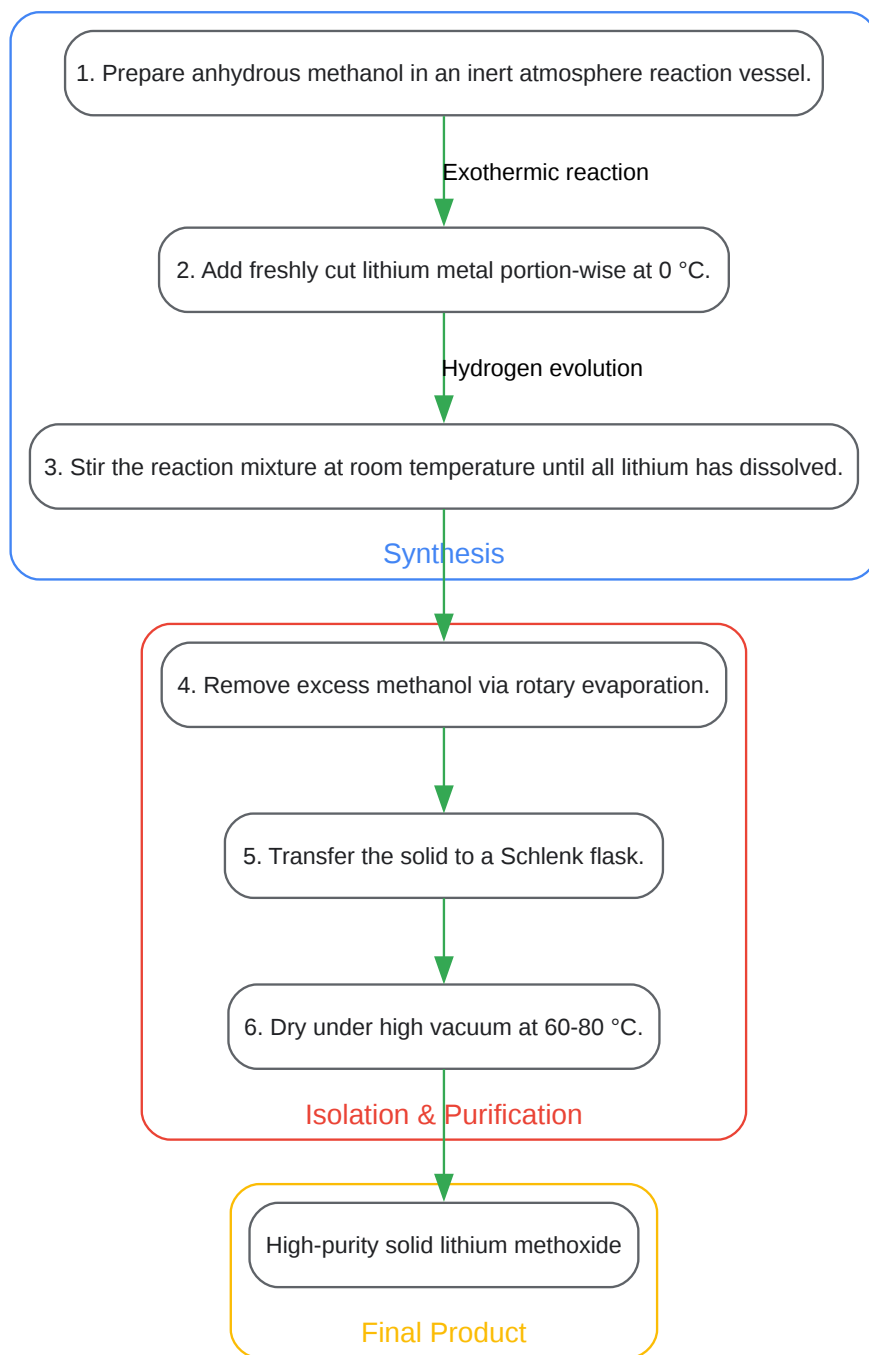 1. Prepare anhydrous methanol in an inert atmosphere reaction vessel.
Exothermic reaction
2. Add freshly cut lithium metal portion-wise at 0 °C.
Hydrogen evolution
3. Stir the reaction mixture at room temperature until all lithium has dissolved.
Synthesis
4. Remove excess methanol via rotary evaporation.
5. Transfer the solid to a Schlenk flask.
6. Dry under high vacuum at 60-80 °C.
Isolation & Purification
High-purity solid lithium methoxide
Final Product